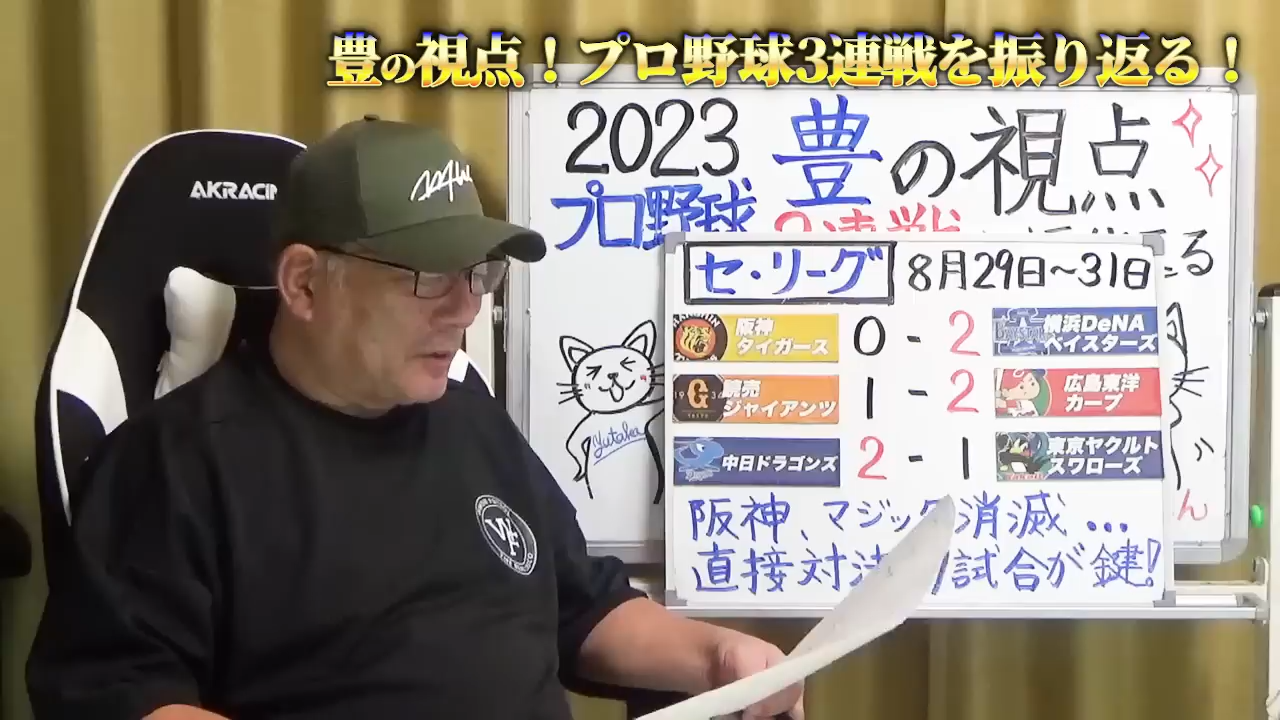 豊の視点！プロ野球3連戦を振り返る！
2023 豊の視点
プロ野球
AKRACIN
セ・リーグ 8月29日~31日
阪神タイガース 0-2 横浜DeNAベイスターズ
読売ジャイアンツ 1-2 広島東洋カープ
中日ドラゴンズ 2-1 東京ヤクルトスワローズ
yutaka
阪神、マジック消滅…
直接対決 試合が鍵!